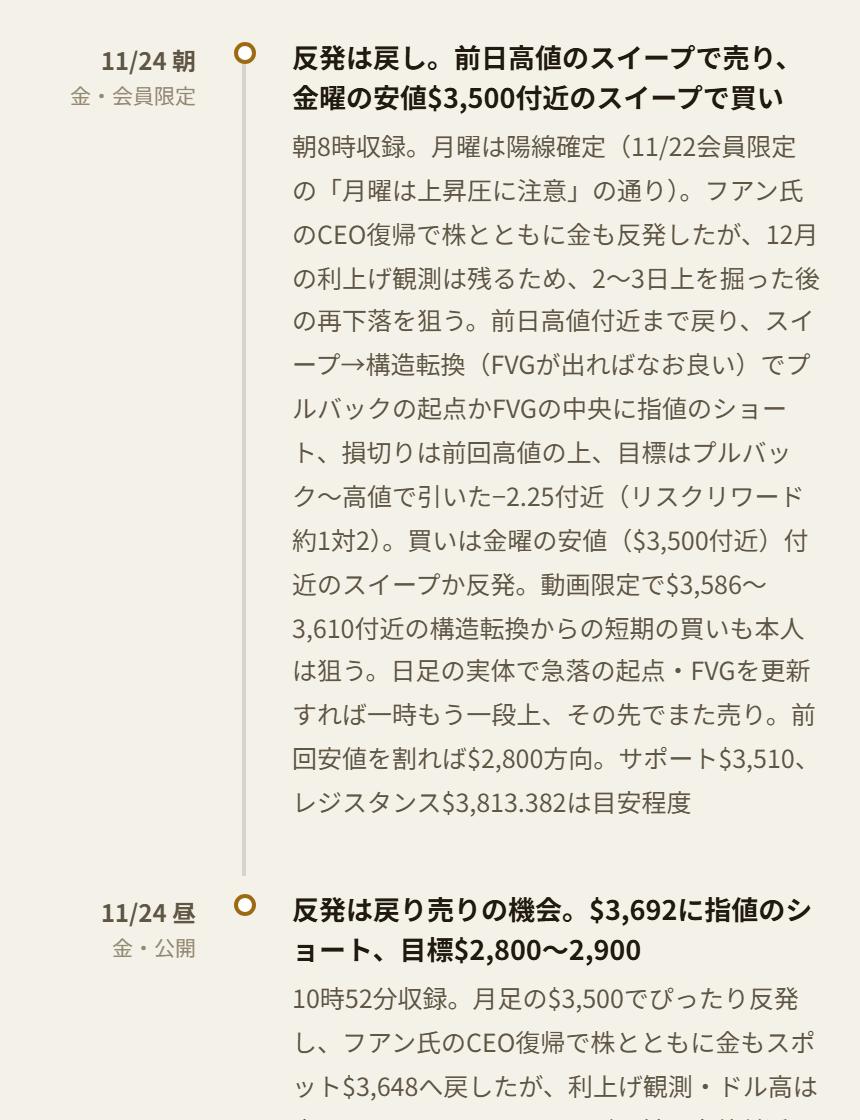 11/24 朝
金・会員限定
反発は戻し。前日高値のスイープで売り、
金曜の安値$3,500付近のスイープで買い
朝8時収録。月曜は陽線確定（11/22会員限定
の「月曜は上昇圧に注意」の通り）。フアン氏
のCEO復帰で株とともに金も反発したが、12月
の利上げ観測は残るため、2〜3日上を掘った後
の再下落を狙う。前日高値付近まで戻り、スイ
ープ→構造転換（FVGが出ればなお良い）でプ
ルバックの起点かFVGの中央に指値のショー
ト、損切りは前回高値の上、目標はプルバッ
ク〜高値で引いた−2.25付近（リスクリワード
約1対2）。買いは金曜の安値（$3,500付近）付
近のスイープか反発。動画限定で$3,586〜
3,610付近の構造転換からの短期の買いも本人
は狙う。日足の実体で急落の起点・FVGを更新
すれば一時もう一段上、その先でまた売り。前
回安値を割れば$2,800方向。サポート$3,510、
レジスタンス$3,813.382は目安程度
11/24 昼
金・公開
反発は戻り売りの機会。$3,692に指値のシ
ョート、目標$2,800〜2,900
10時52分収録。月足の$3,500でぴったり反発
し、フアン氏のCEO復帰で株とともに金もスポ
ット$3,648へ戻したが、利上げ観測・ドル高は